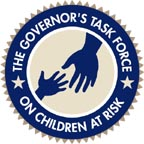 THE GOVERNOR'S TASK FORCE
ON CHILDREN AT RISK